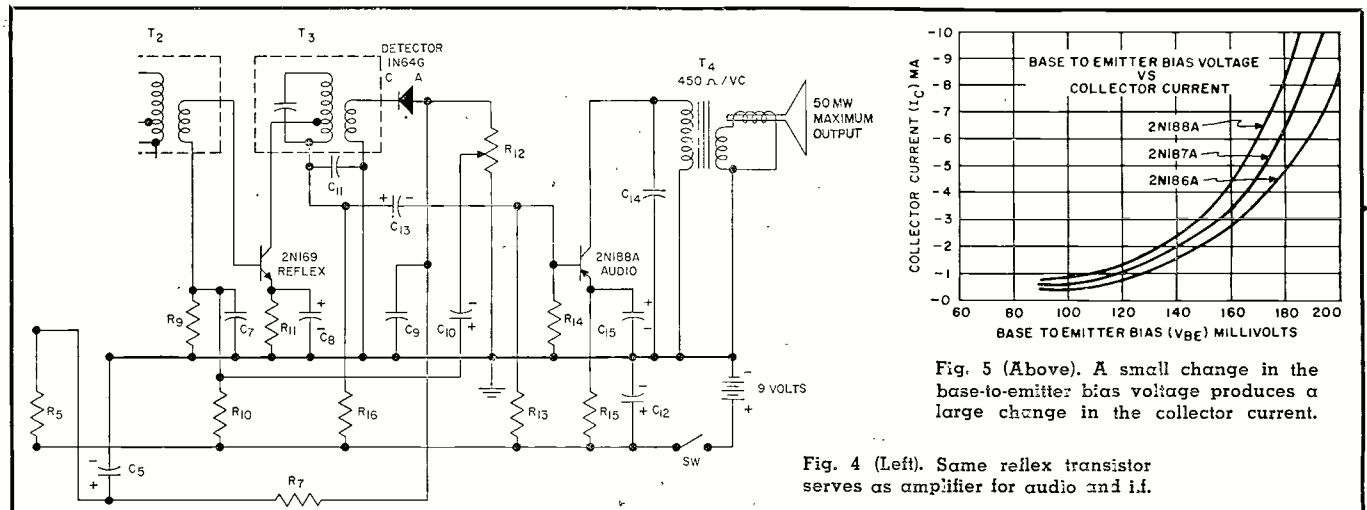 T2
T3
DETECTOR
IN64G
C A
T4
450 Ω/VC
50 MW
MAXIMUM
OUTPUT
R12
C11
+ -
C13
C14
2N169
REFLEX
2N188A
AUDIO
R9
C7
R11
+
-
C8
C9
-
C10
+
R14
+
C15
-
R5
R10
R16
R13
R15
-
+ C12
-
9 VOLTS
+
-
C5
+
R7
SW
COLLECTOR CURRENT (IC) MA
-10
-9
-8
-7
-6
-5
-4
-3
-2
-1
-0
BASE TO EMITTER BIAS VOLTAGE
VS
COLLECTOR CURRENT
2N188A
2N187A
2N186A
60 80 100 120 140 160 180 200
BASE TO EMITTER BIAS (VBE) MILLIVOLTS
Fig. 5 (Above). A small change in the
base-to-emitter bias voltage produces a
large change in the collector current.
Fig. 4 (Left). Same reflex transistor
serves as amplifier for audio and i.f.